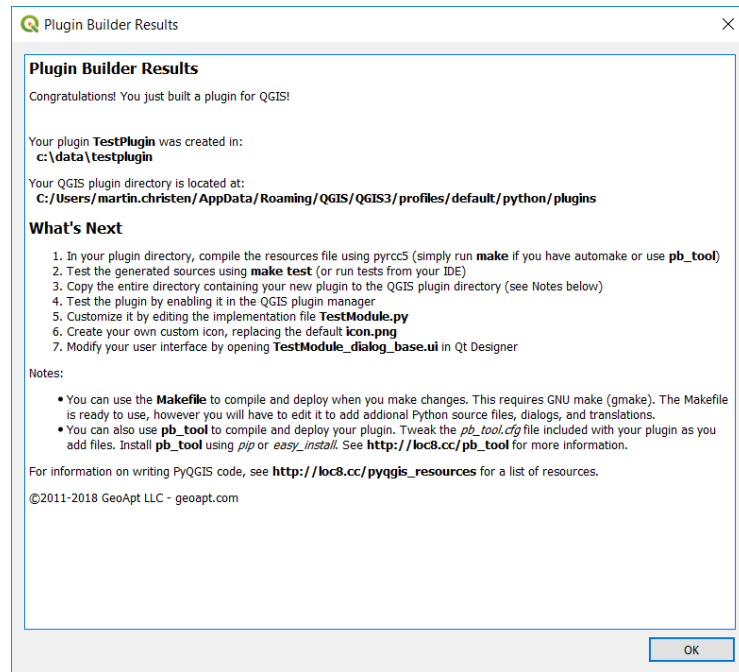 Plugin Builder Results
Plugin Builder Results
Congratulations! You just built a plugin for QGIS!
Your plugin TestPlugin was created in:
c:\data\testplugin
Your QGIS plugin directory is located at:
C:/Users/martin.christen/AppData/Roaming/QGIS/QGIS3/profiles/default/python/plugins
What's Next
1. In your plugin directory, compile the resources file using pyrcc5 (simply run make if you have automake or use pb_tool)
2. Test the generated sources using make test (or run tests from your IDE)
3. Copy the entire directory containing your new plugin to the QGIS plugin directory (see Notes below)
4. Test the plugin by enabling it in the QGIS plugin manager
5. Customize it by editing the implementation file TestModule.py
6. Create your own custom icon, replacing the default icon.png
7. Modify your user interface by opening TestModule_dialog_base.ui in Qt Designer
Notes:
• You can use the Makefile to compile and deploy when you make changes. This requires GNU make (gmake). The Makefile
is ready to use, however you will have to edit it to add addional Python source files, dialogs, and translations.
• You can also use pb_tool to compile and deploy your plugin. Tweak the pb_tool.cfg file included with your plugin as you
add files. Install pb_tool using pip or easy_install. See http://loc8.cc/pb_tool for more information.
For information on writing PyQGIS code, see http://loc8.cc/pyqgis_resources for a list of resources.
©2011-2018 GeoApt LLC - geoapt.com
OK